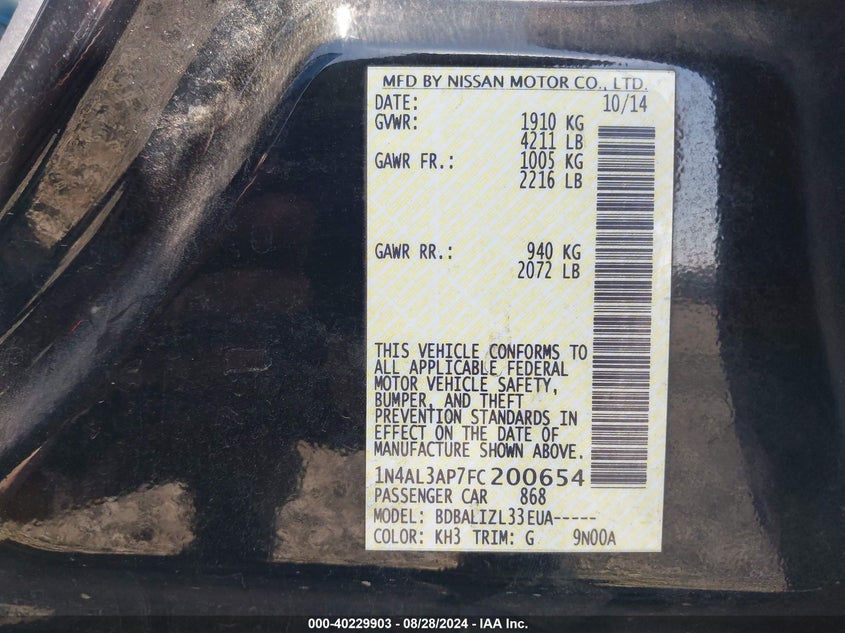 MFD BY NISSAN MOTOR CO., LTD.
DATE: 10/14
GVWR: 1910 KG
4211 LB
GAWR FR.: 1005 KG
2216 LB
GAWR RR.: 940 KG
2072 LB
THIS VEHICLE CONFORMS TO
ALL APPLICABLE FEDERAL
MOTOR VEHICLE SAFETY,
BUMPER, AND THEFT
PREVENTION STANDARDS IN
EFFECT ON THE DATE OF
MANUFACTURE SHOWN ABOVE.
1N4AL3AP7FC200654
PASSENGER CAR 868
MODEL: BDBALIZL33EUA-----
COLOR: KH3 TRIM: G 9N00A
000-40229903 - 08/28/2024 - IAA Inc.